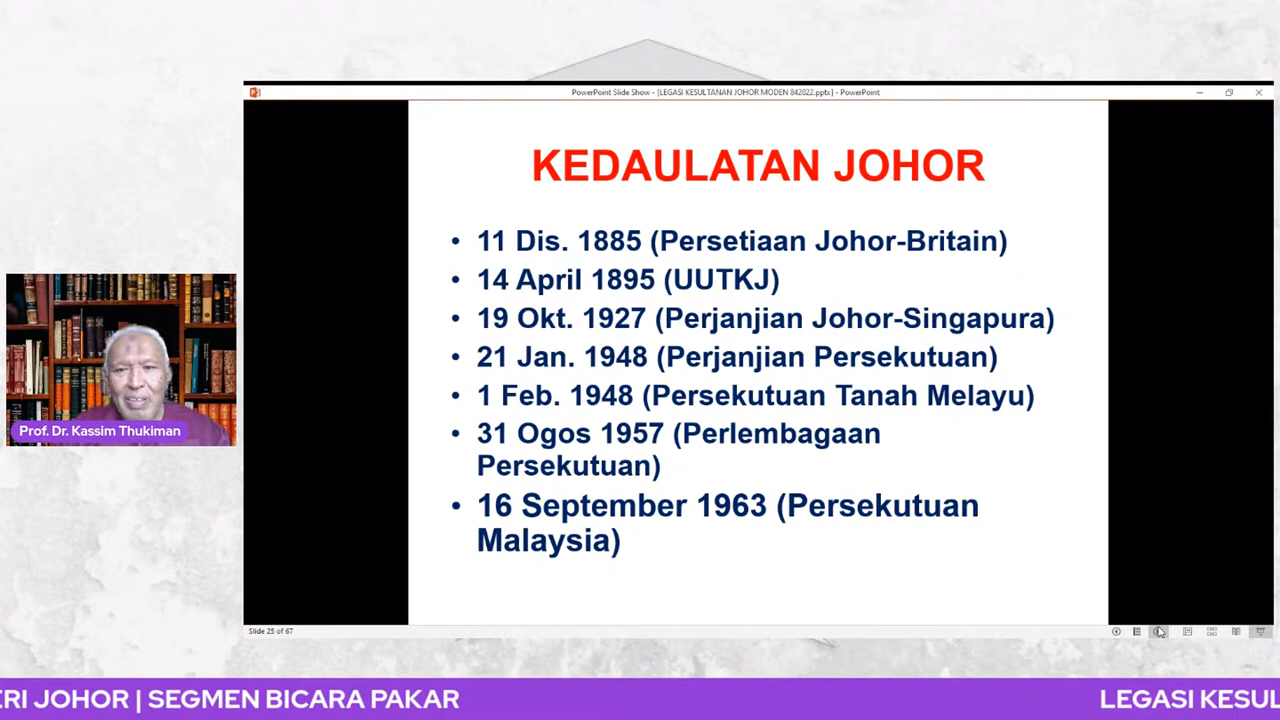 PowerPoint Slide Show - [LEGASI KESULTANAN JOHOR MODEN 842022.pptx] - PowerPoint
KEDAULATAN JOHOR
• 11 Dis. 1885 (Persetiaan Johor-Britain)
• 14 April 1895 (UUTKJ)
• 19 Okt. 1927 (Perjanjian Johor-Singapura)
• 21 Jan. 1948 (Perjanjian Persekutuan)
• 1 Feb. 1948 (Persekutuan Tanah Melayu)
• 31 Ogos 1957 (Perlembagaan
Persekutuan)
• 16 September 1963 (Persekutuan
Malaysia)
Prof. Dr. Kassim Thukiman
Slide 25 of 67
ERI JOHOR | SEGMEN BICARA PAKAR
LEGASI KESUL